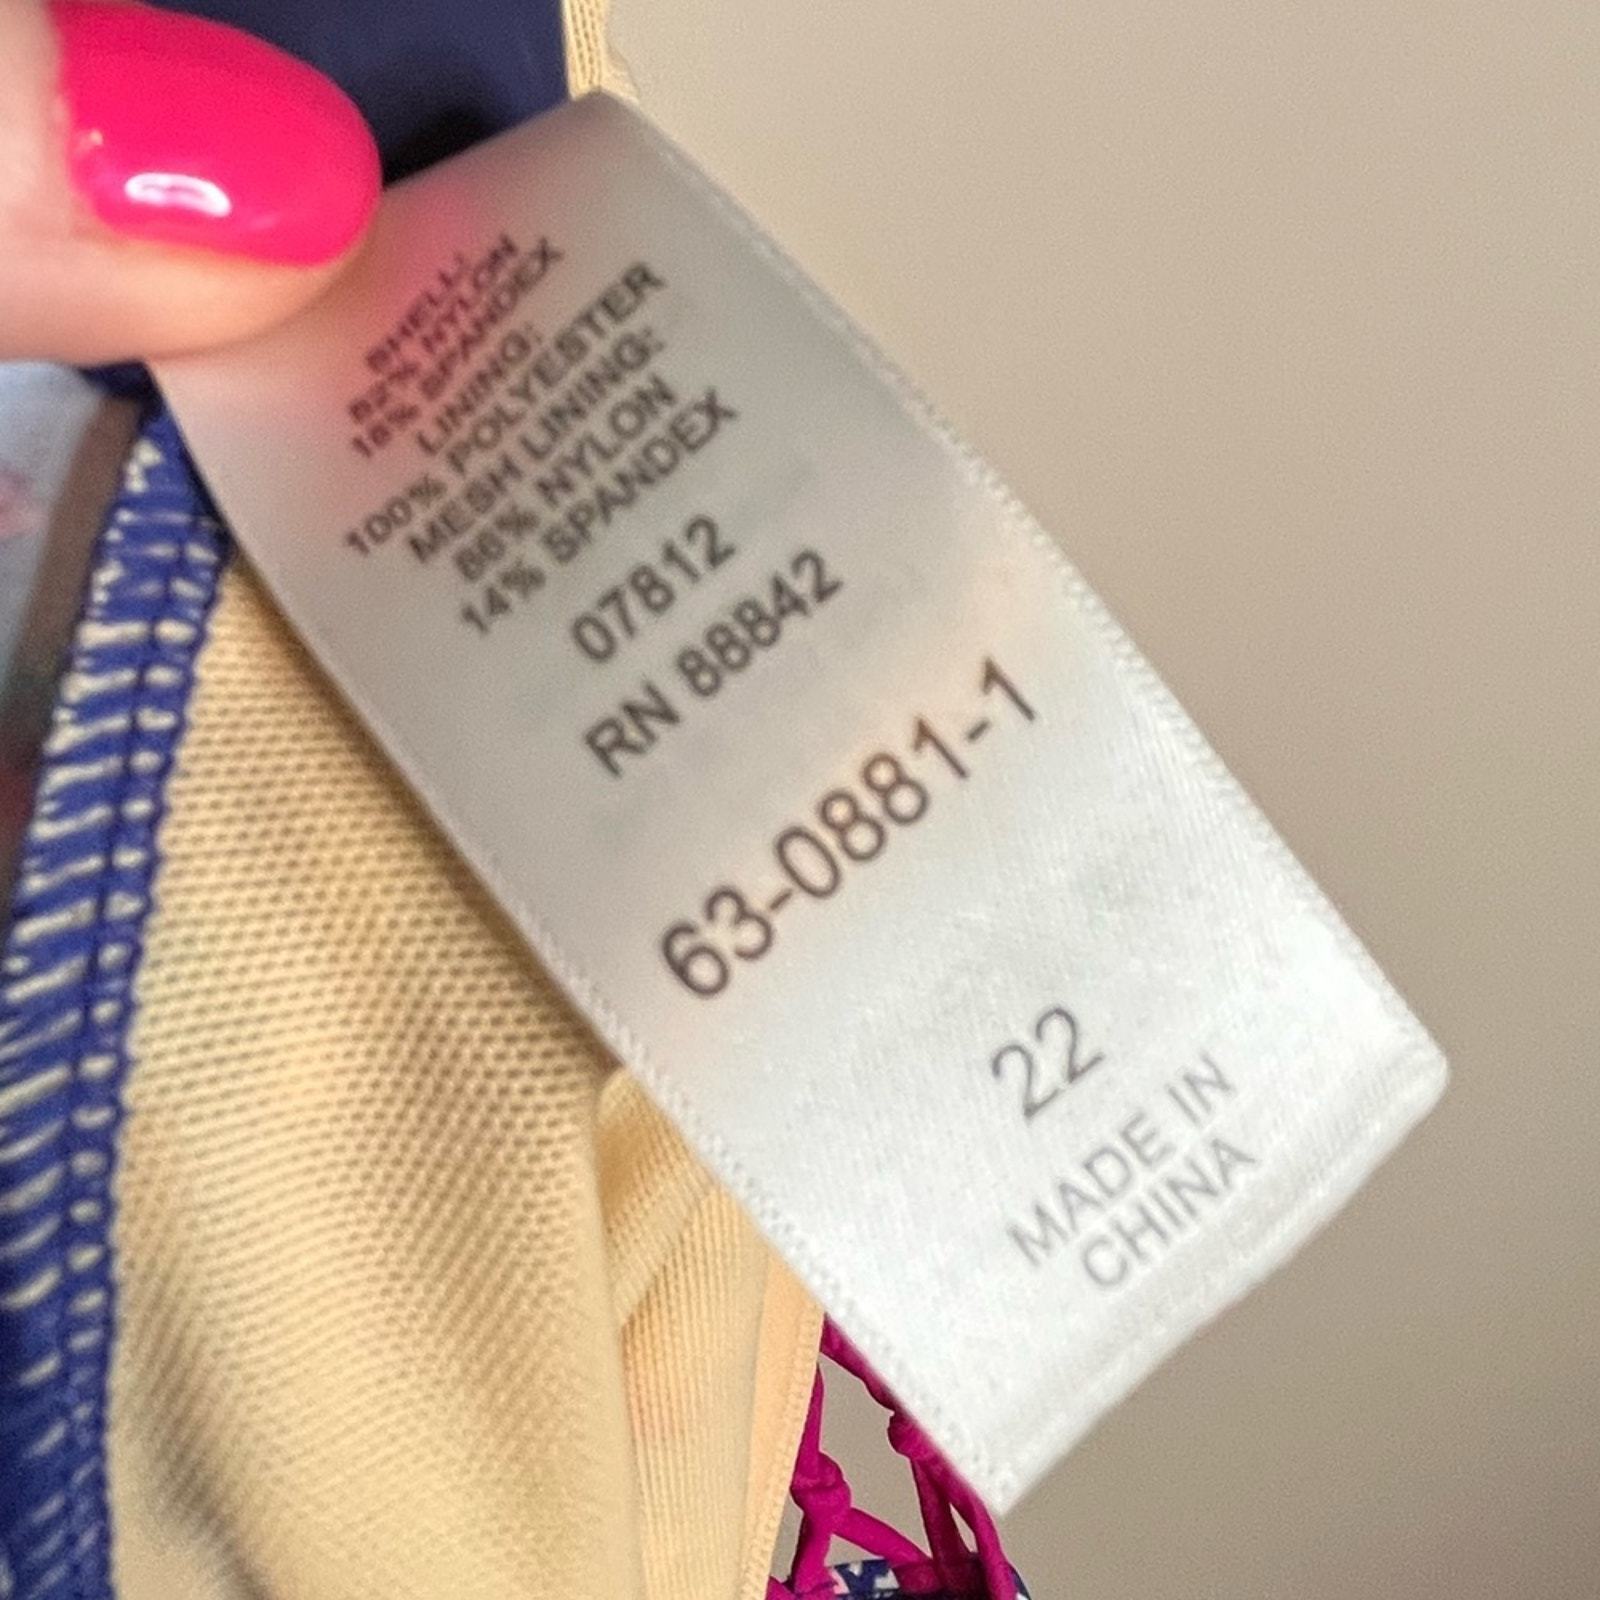 SHELL:
82% NYLON
18% SPANDEX
LINING:
100% POLYESTER
MESH LINING:
86% NYLON
14% SPANDEX
07812
RN 88842
63-0881-1
22
MADE IN
CHINA